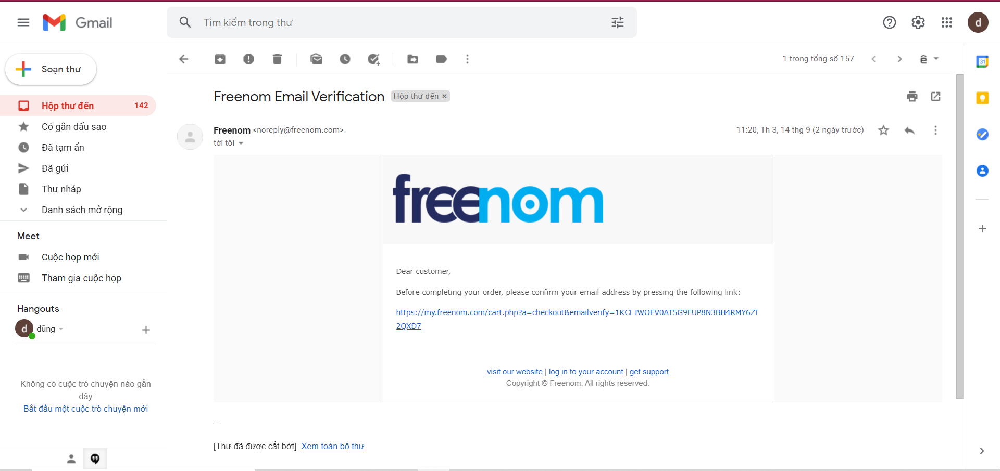 Gmail
Tìm kiếm trong thư
d
Soạn thư
1 trong tổng số 157
ê
31
Hộp thư đến 142
Có gắn dấu sao
Đã tạm ẩn
Đã gửi
Thư nháp
Danh sách mở rộng
Meet
Cuộc họp mới
Tham gia cuộc họp
Hangouts
d dũng
Không có cuộc trò chuyện nào gần
đây
Bắt đầu một cuộc trò chuyện mới
Freenom Email Verification Hộp thư đến ×
Freenom <noreply@freenom.com> 11:20, Th 3, 14 thg 9 (2 ngày trước)
tới tôi
freenom
Dear customer,
Before completing your order, please confirm your email address by pressing the following link:
https://my.freenom.com/cart.php?a=checkout&emailverify=1KCLJWOEV0AT5G9FUP8N3BH4RMY6ZI
2QXD7
visit our website | log in to your account | get support
Copyright © Freenom, All rights reserved.
...
[Thư đã được cắt bớt] Xem toàn bộ thư